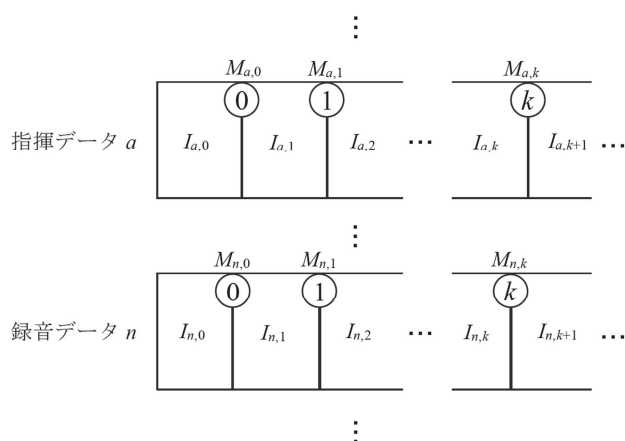 ⋮
M_{a,0} M_{a,1} M_{a,k}
0 1 k
指揮データ a I_{a,0} I_{a,1} I_{a,2} … I_{a,k} I_{a,k+1} …
⋮
M_{n,0} M_{n,1} M_{n,k}
0 1 k
録音データ n I_{n,0} I_{n,1} I_{n,2} … I_{n,k} I_{n,k+1} …
⋮